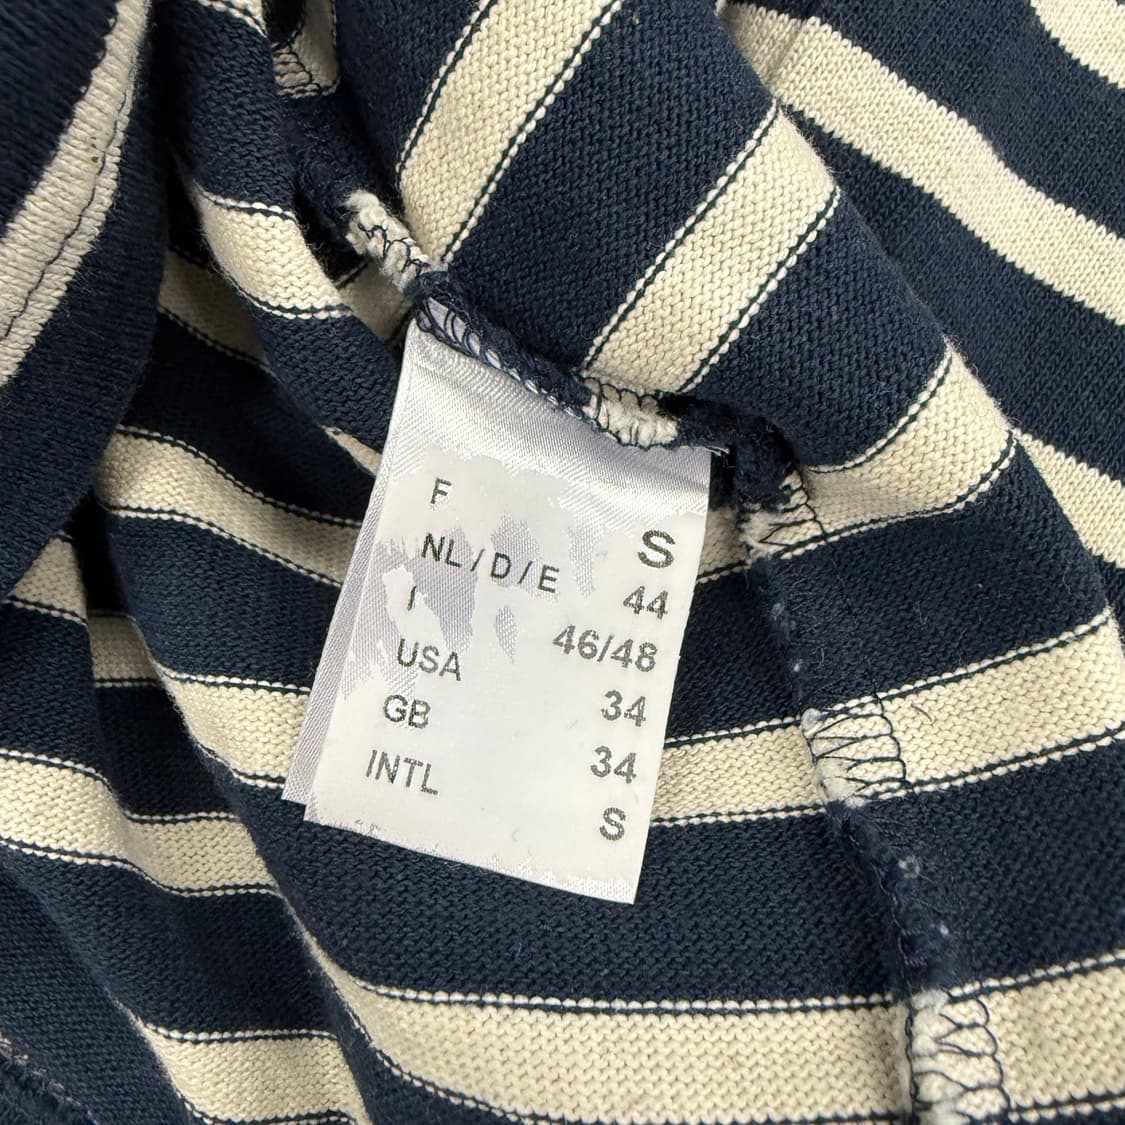 F S
NL/D/E 44
I 46/48
USA 34
GB 34
INTL S